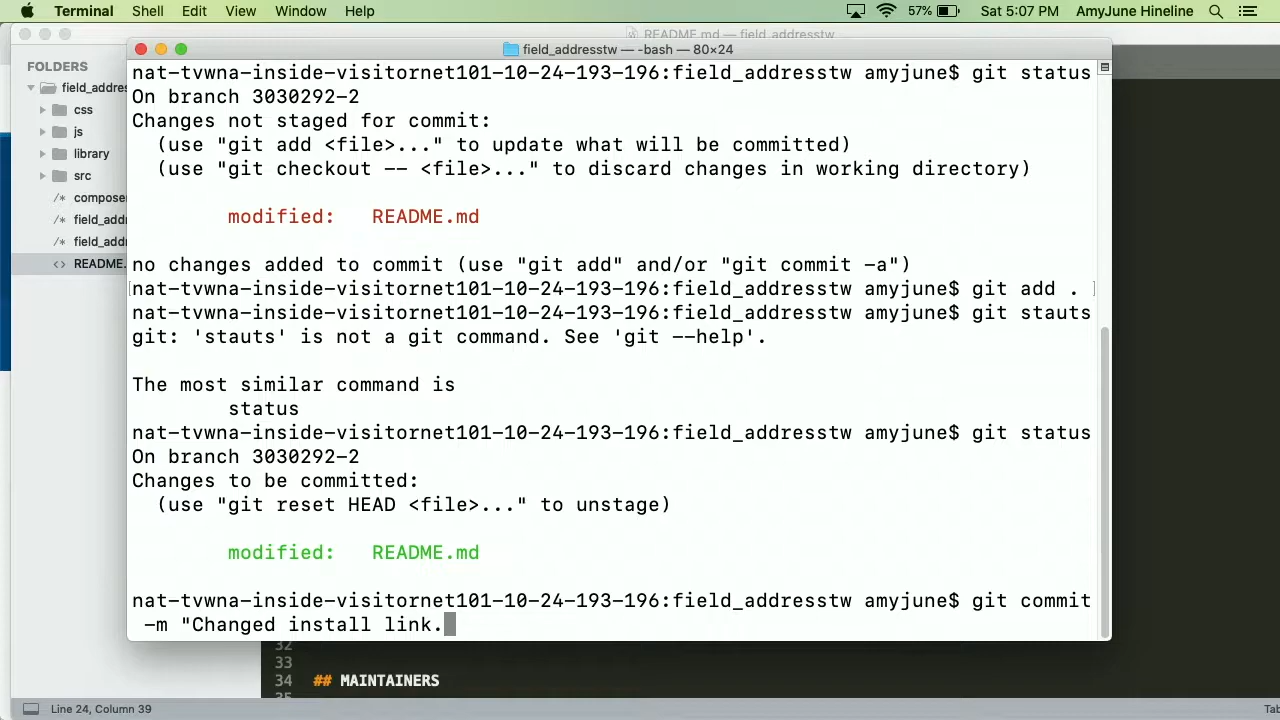 Terminal Shell Edit View Window Help 57% Sat 5:07 PM AmyJune Hineline
README.md — field_addresstw
field_addresstw — -bash — 80×24
FOLDERS
field_addres
css
js
library
src
/* compose
/* field_addr
/* field_addr
<> README.
nat-tvwna-inside-visitornet101-10-24-193-196:field_addresstw amyjune$ git status
On branch 3030292-2
Changes not staged for commit:
(use "git add <file>..." to update what will be committed)
(use "git checkout -- <file>..." to discard changes in working directory)
modified: README.md
no changes added to commit (use "git add" and/or "git commit -a")
nat-tvwna-inside-visitornet101-10-24-193-196:field_addresstw amyjune$ git add .
nat-tvwna-inside-visitornet101-10-24-193-196:field_addresstw amyjune$ git stauts
git: 'stauts' is not a git command. See 'git --help'.
The most similar command is
status
nat-tvwna-inside-visitornet101-10-24-193-196:field_addresstw amyjune$ git status
On branch 3030292-2
Changes to be committed:
(use "git reset HEAD <file>..." to unstage)
modified: README.md
nat-tvwna-inside-visitornet101-10-24-193-196:field_addresstw amyjune$ git commit
-m "Changed install link.
32
33
34 ## MAINTAINERS
35
Line 24, Column 39 Tab